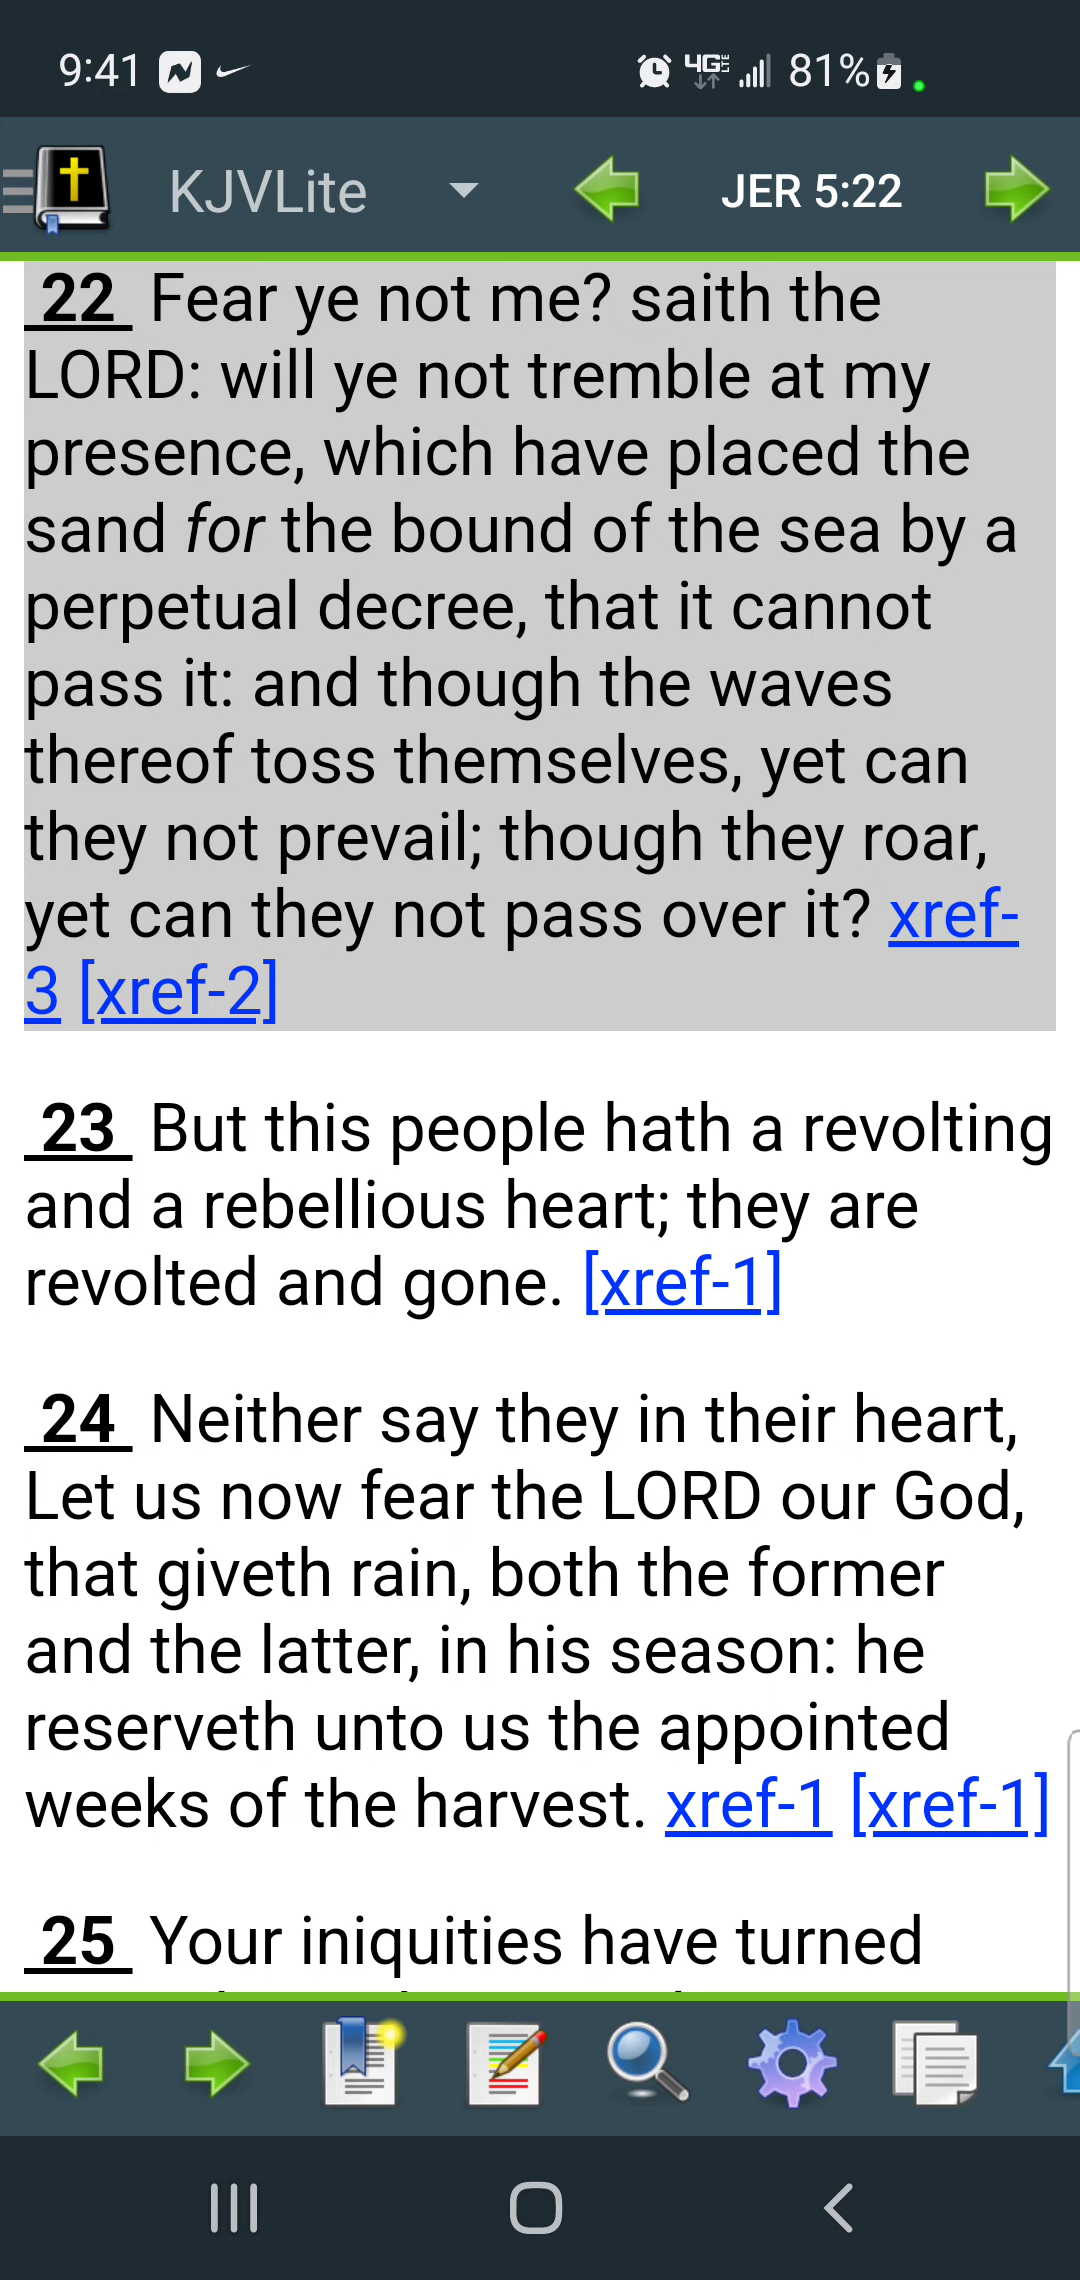 9:41 4G LTE 81%
KJVLite JER 5:22
22 Fear ye not me? saith the
LORD: will ye not tremble at my
presence, which have placed the
sand for the bound of the sea by a
perpetual decree, that it cannot
pass it: and though the waves
thereof toss themselves, yet can
they not prevail; though they roar,
yet can they not pass over it? xref-
3 [xref-2]
23 But this people hath a revolting
and a rebellious heart; they are
revolted and gone. [xref-1]
24 Neither say they in their heart,
Let us now fear the LORD our God,
that giveth rain, both the former
and the latter, in his season: he
reserveth unto us the appointed
weeks of the harvest. xref-1 [xref-1]
25 Your iniquities have turned